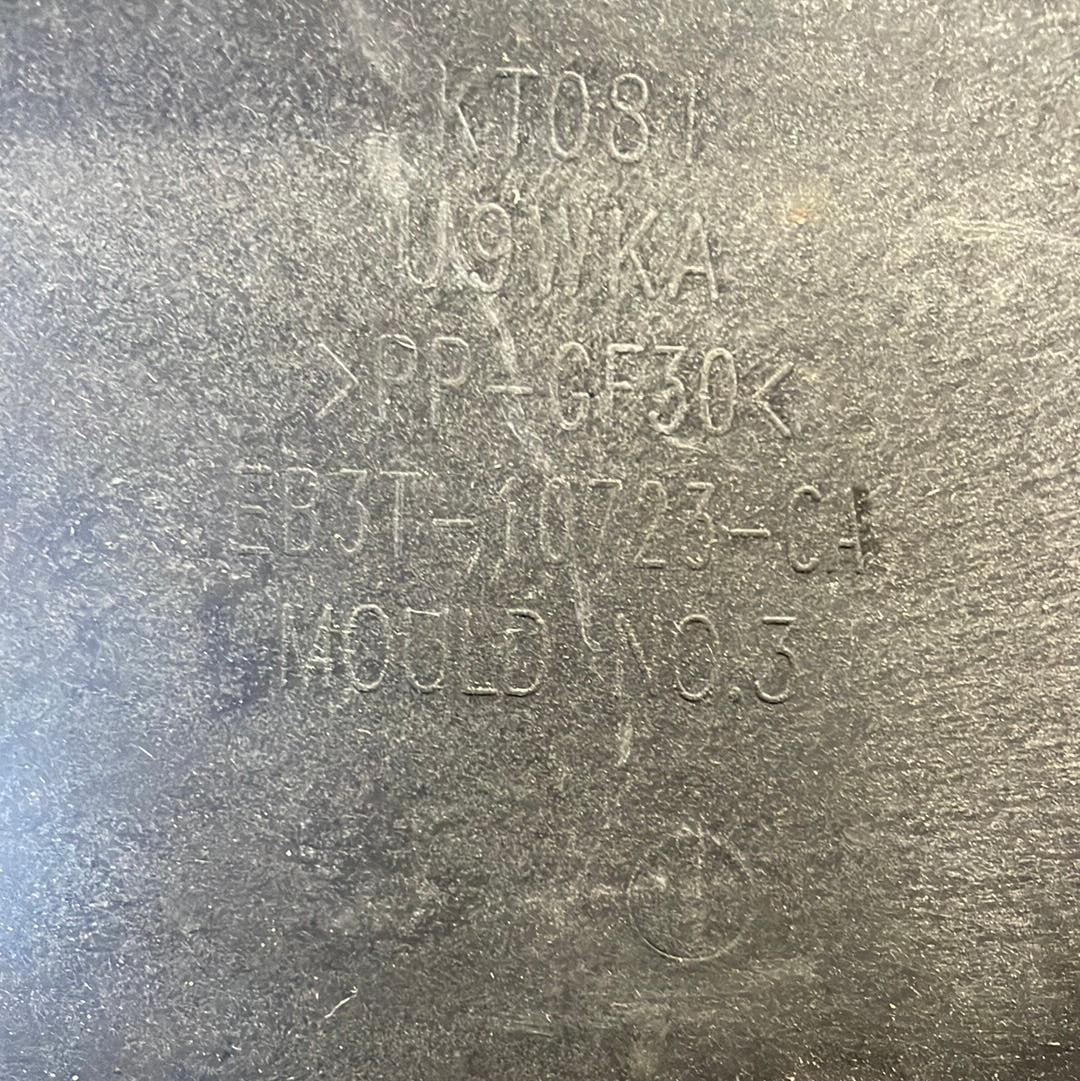 KT081
U9WKA
>PP-GF30<
EB3T-10723-CA
MOULD NO.3